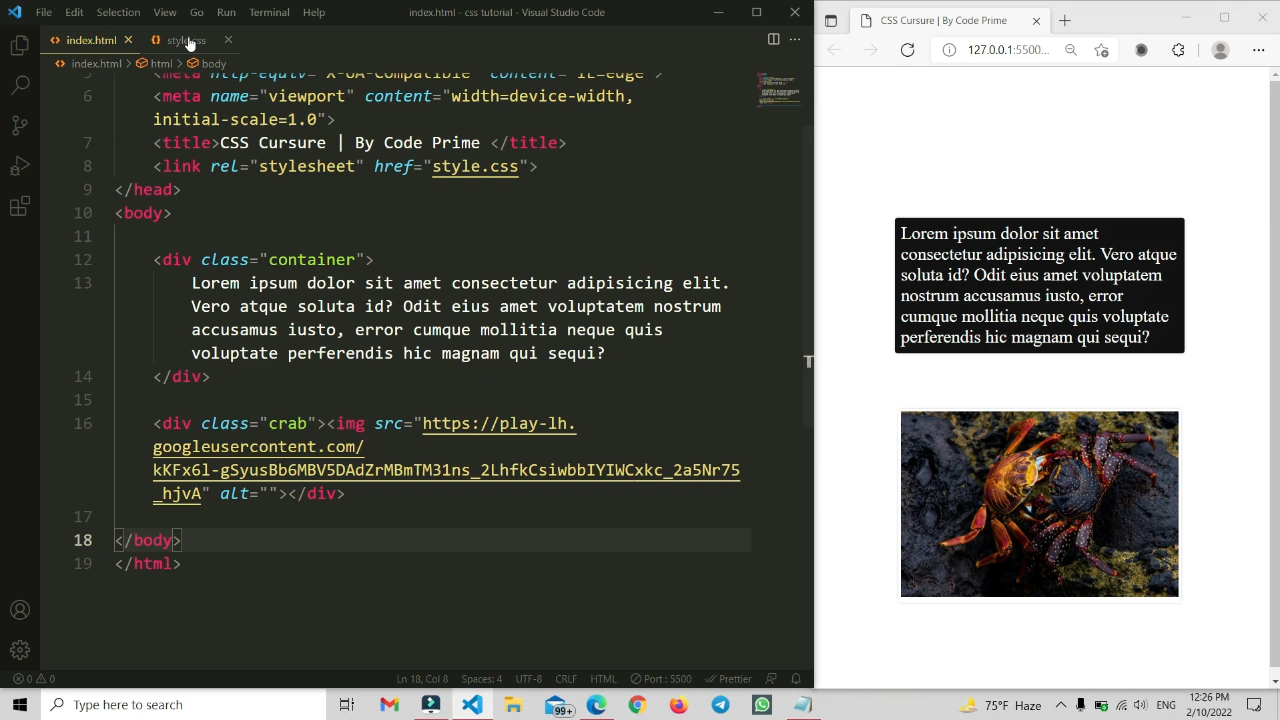 File Edit View Go Run Terminal Help
index.html - css tutorial - Visual Studio Code
CSS Cursure | By Code Prime
index.html
127.0.0.1:5500...
index.html > html > body
6 <meta name="viewport" content="width=device-width,
initial-scale=1.0">
7 <title>CSS Cursure | By Code Prime </title>
8 <link rel="stylesheet" href="style.css">
9 </head>
10 <body>
11
12 <div class="container">
13 Lorem ipsum dolor sit amet consectetur adipisicing elit.
Vero atque soluta id? Odit eius amet voluptatem nostrum
accusamus iusto, error cumque mollitia neque quis
voluptate perferendis hic magnam qui sequi?
14 </div>
15
16 <div class="crab"><img src="https://play-lh.
googleusercontent.com/
kKFx6l-gSyusBb6MBV5DAdZrMBmTM31ns_2LhfkCsiwbbIYIWCxkc_2a5Nr75
_hjvA" alt=""></div>
17
18 </body>
19 </html>
Lorem ipsum dolor sit amet
consectetur adipisicing elit. Vero atque
soluta id? Odit eius amet voluptatem
nostrum accusamus iusto, error
cumque mollitia neque quis voluptate
perferendis hic magnam qui sequi?
0 0
Ln 18, Col 8 Spaces: 4 UTF-8 CRLF HTML Port : 5500 Prettier
Type here to search
99+
75°F Haze
12:26 PM
2/10/2022